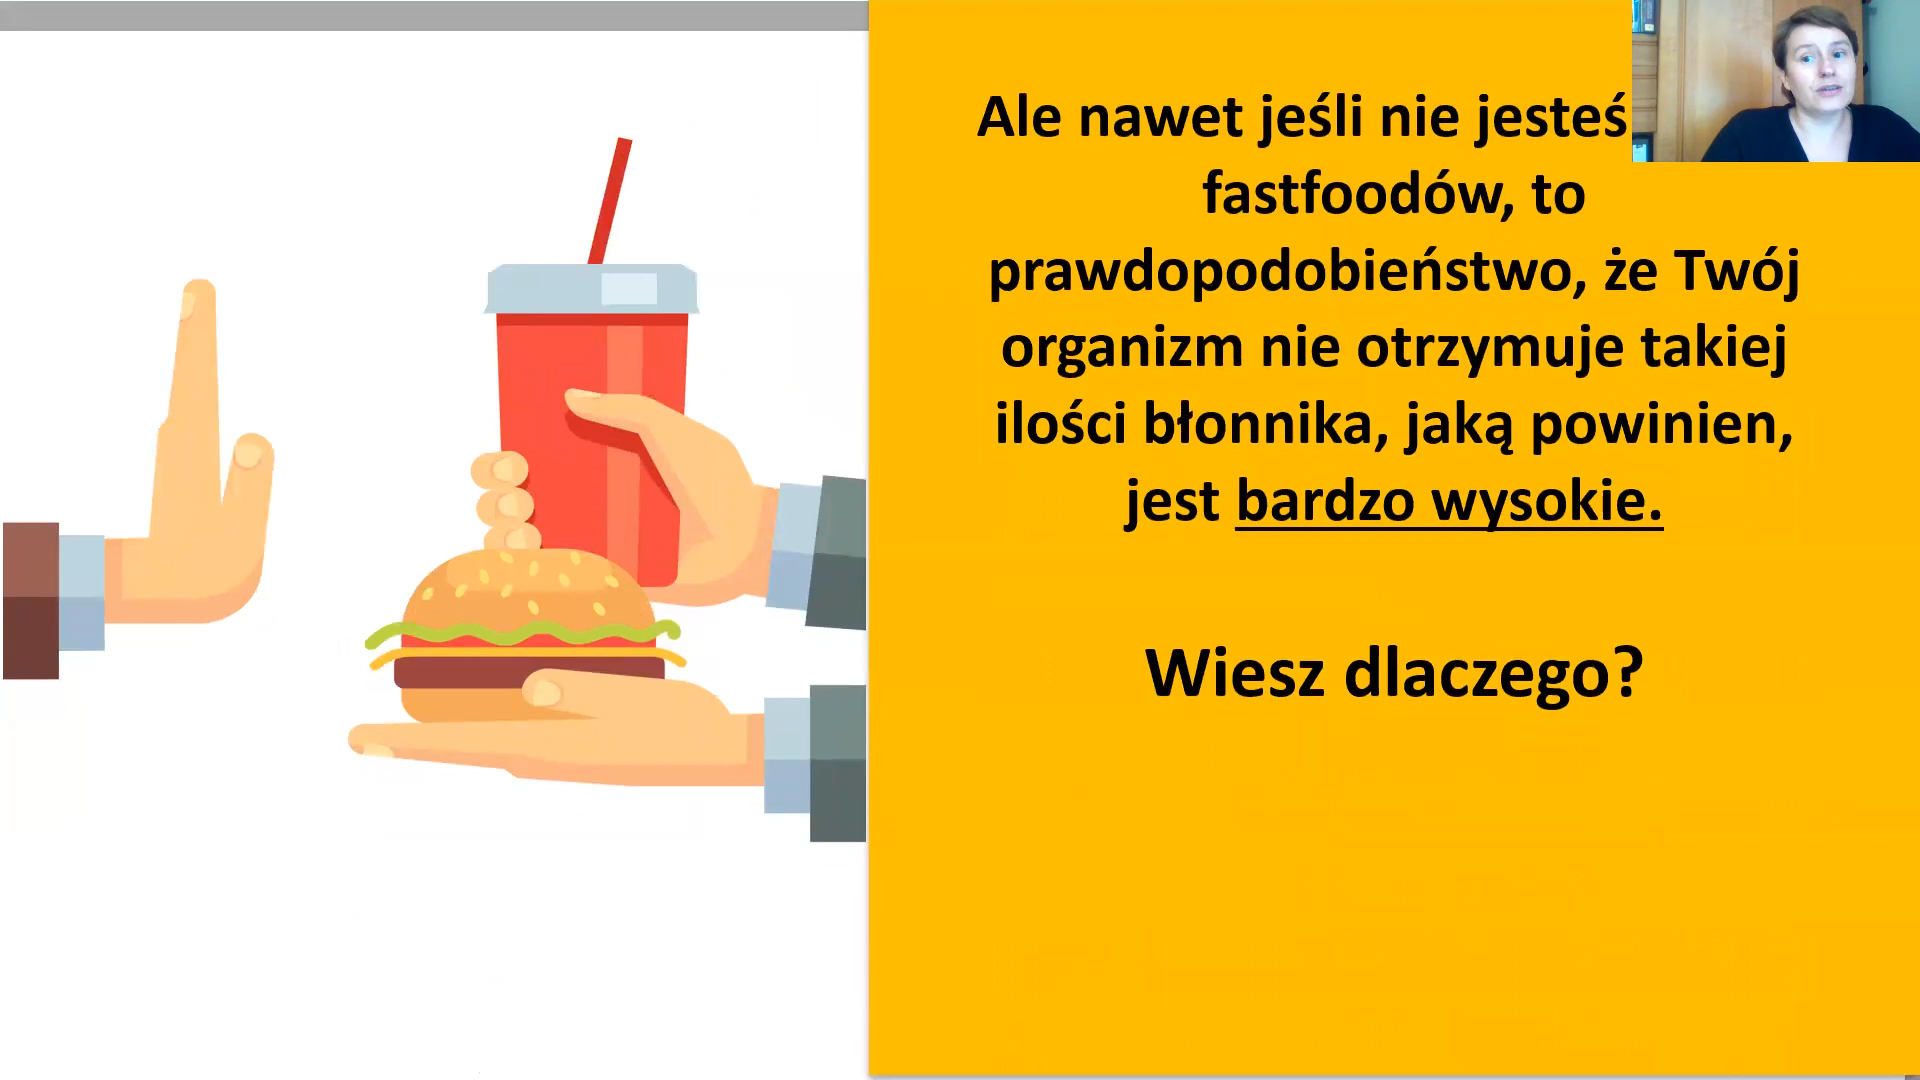 Ale nawet jeśli nie jesteś
fastfoodów, to
prawdopodobieństwo, że Twój
organizm nie otrzymuje takiej
ilości błonnika, jaką powinien,
jest bardzo wysokie.
Wiesz dlaczego?